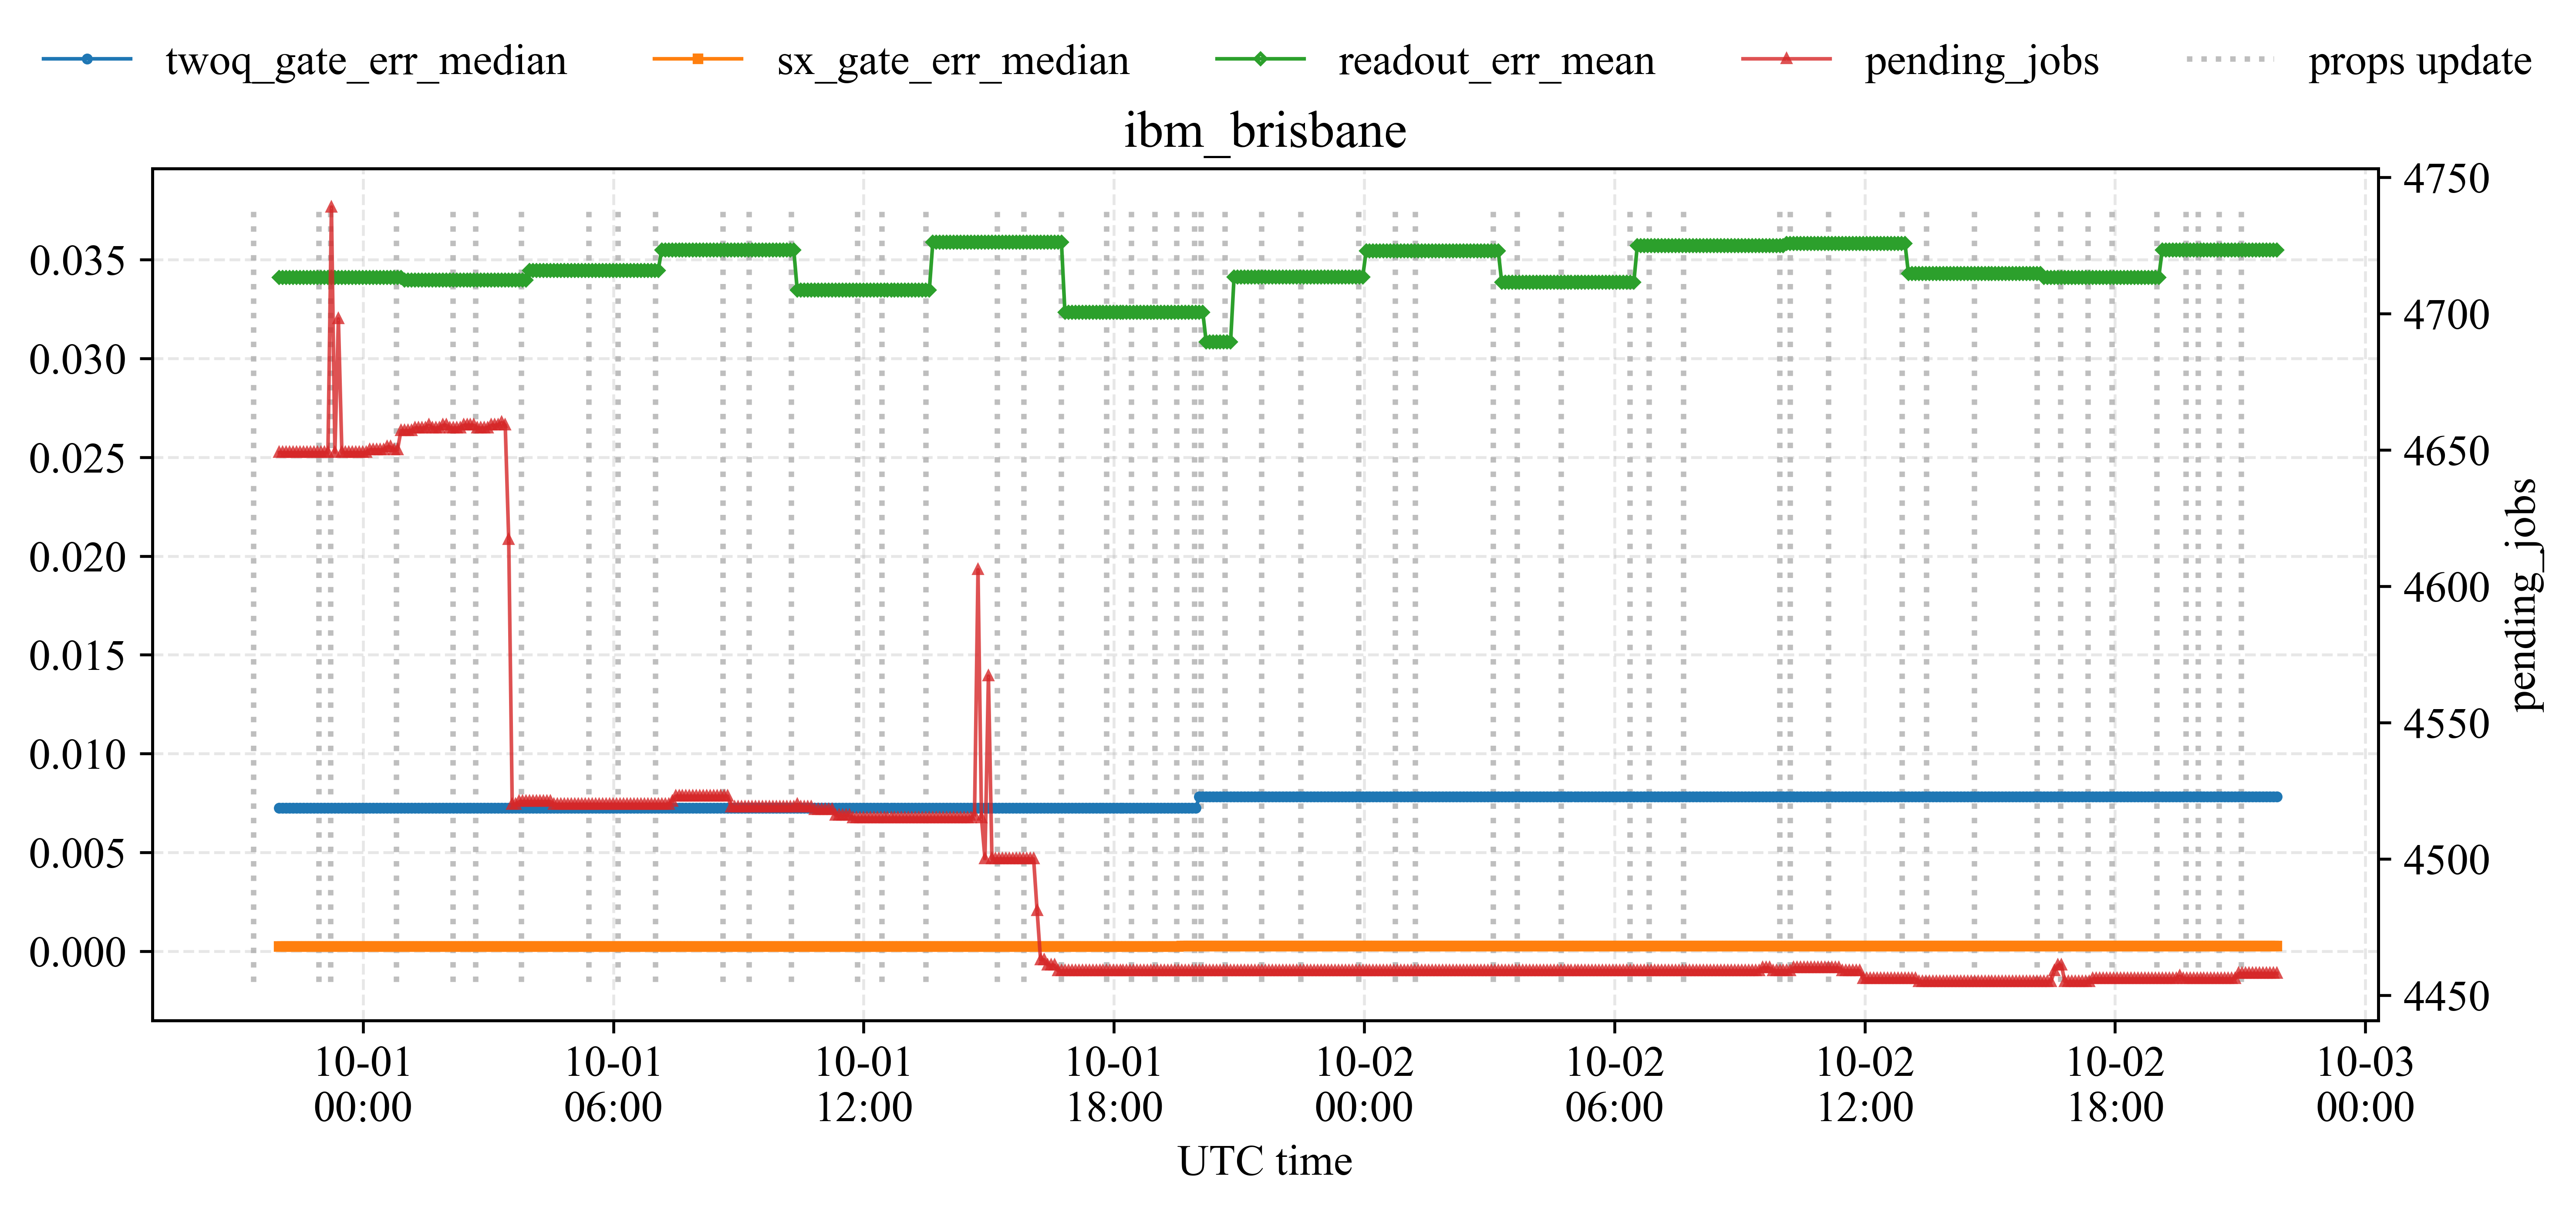 twoq_gate_err_median sx_gate_err_median readout_err_mean pending_jobs props update
ibm_brisbane
0.035
0.030
0.025
0.020
0.015
0.010
0.005
0.000
4750
4700
4650
4600
4550
4500
4450
pending_jobs
10-01 10-01 10-01 10-01 10-02 10-02 10-02 10-02 10-03
00:00 06:00 12:00 18:00 00:00 06:00 12:00 18:00 00:00
UTC time